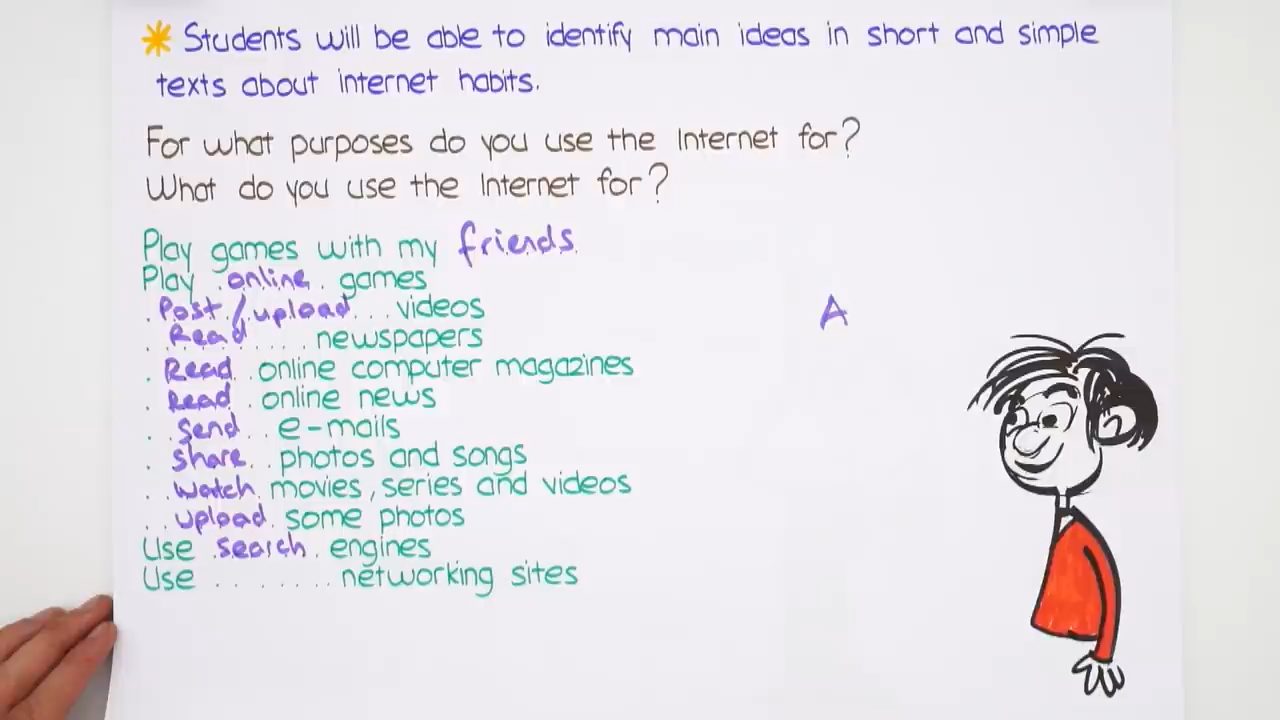 Students will be able to identify main ideas in short and simple
texts about internet habits.
For what purposes do you use the Internet for?
What do you use the Internet for?
Play games with my friends.
Play .online. games
. Post./.upload... videos
. Read..... newspapers
. Read. online computer magazines
. Read.. online news
.. send.. e-mails
. share.. photos and songs
.. watch. movies, series and videos
... upload. some photos
Use .search. engines
Use ....... networking sites
A